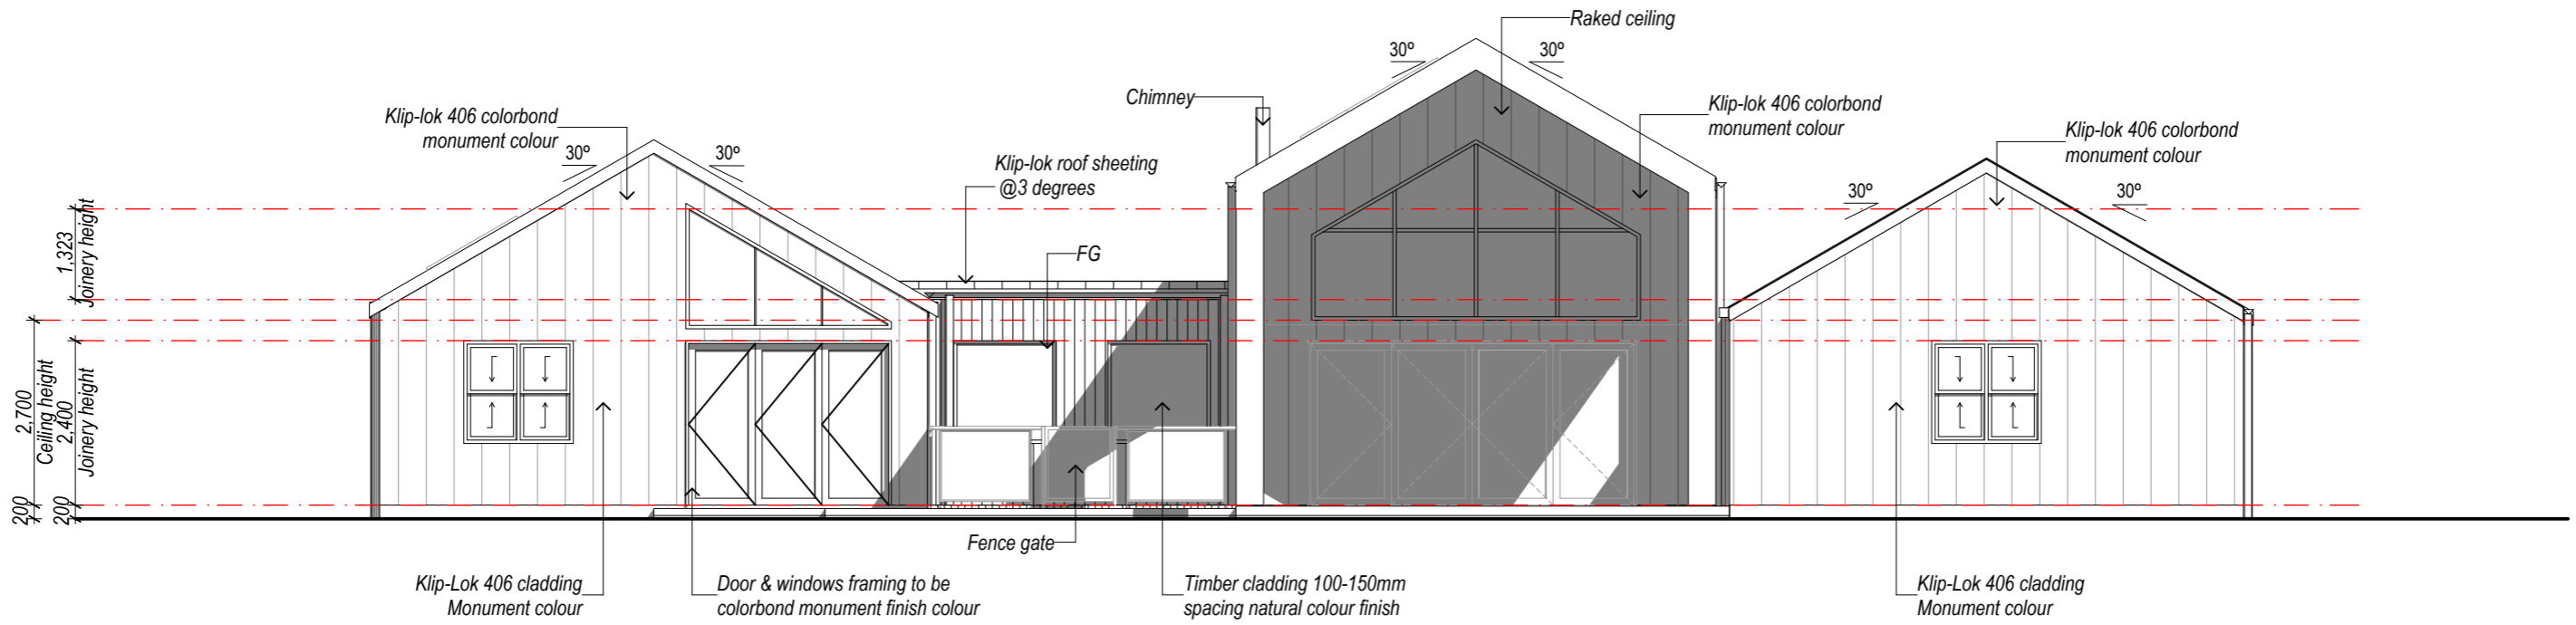 Raked ceiling
30º
30º
Chimney
Klip-lok 406 colorbond
monument colour
Klip-lok 406 colorbond
monument colour
Klip-lok 406 colorbond
monument colour
30º
30º
Klip-lok roof sheeting
@3 degrees
30º
30º
FG
1,323
Joinery height
2,700
Ceiling height
2,400
Joinery height
200
200
Fence gate
Klip-Lok 406 cladding
Monument colour
Door & windows framing to be
colorbond monument finish colour
Timber cladding 100-150mm
spacing natural colour finish
Klip-Lok 406 cladding
Monument colour